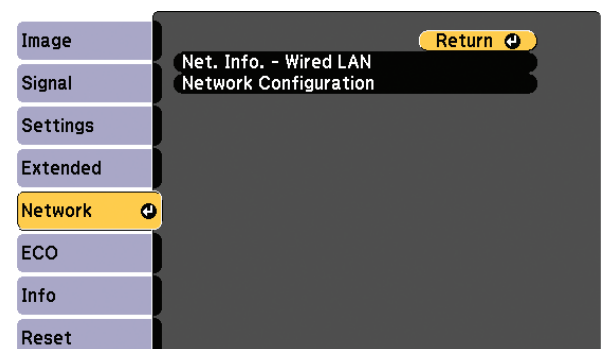 Image
Signal
Settings
Extended
Network
ECO
Info
Reset
Return
Net. Info. - Wired LAN
Network Configuration